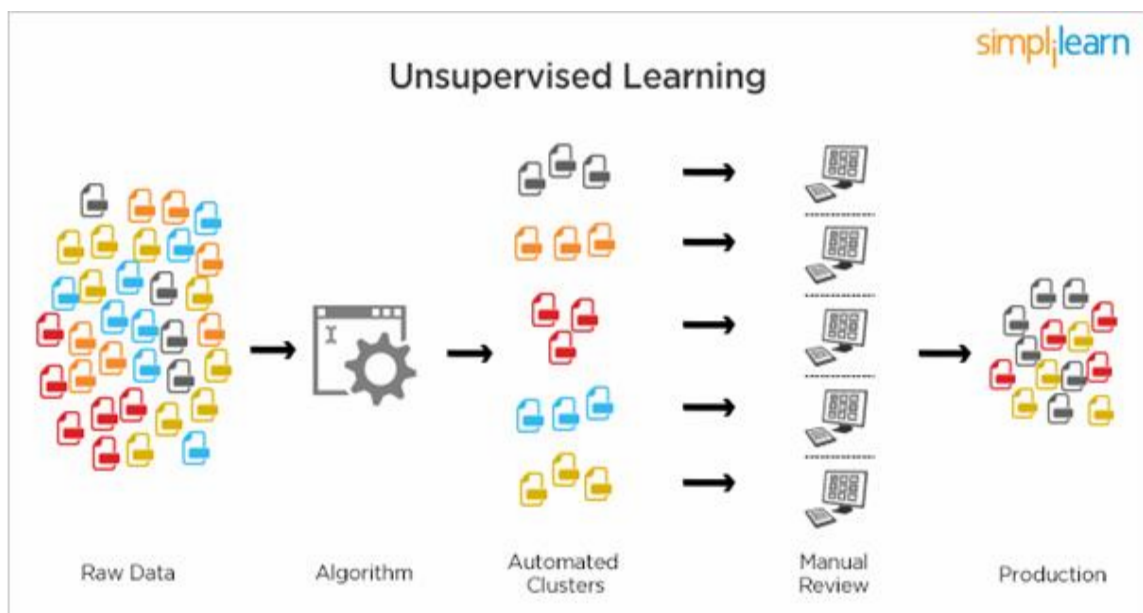 simplilearn
Unsupervised Learning
Raw Data
Algorithm
Automated
Clusters
Manual
Review
Production